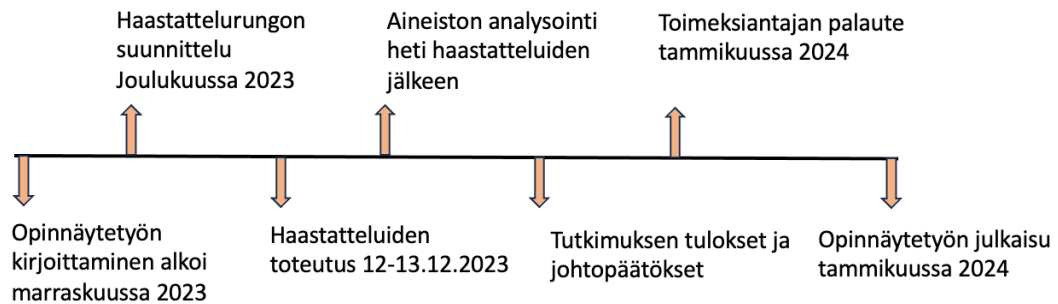 Haastattelurungon
suunnittelu
Joulukuussa 2023
Aineiston analysointi
heti haastatteluiden
jälkeen
Toimeksiantajan palaute
tammikuussa 2024
Opinnäytetyön
kirjoittaminen alkoi
marraskuussa 2023
Haastatteluiden
toteutus 12-13.12.2023
Tutkimuksen tulokset ja
johtopäätökset
Opinnäytetyön julkaisu
tammikuussa 2024